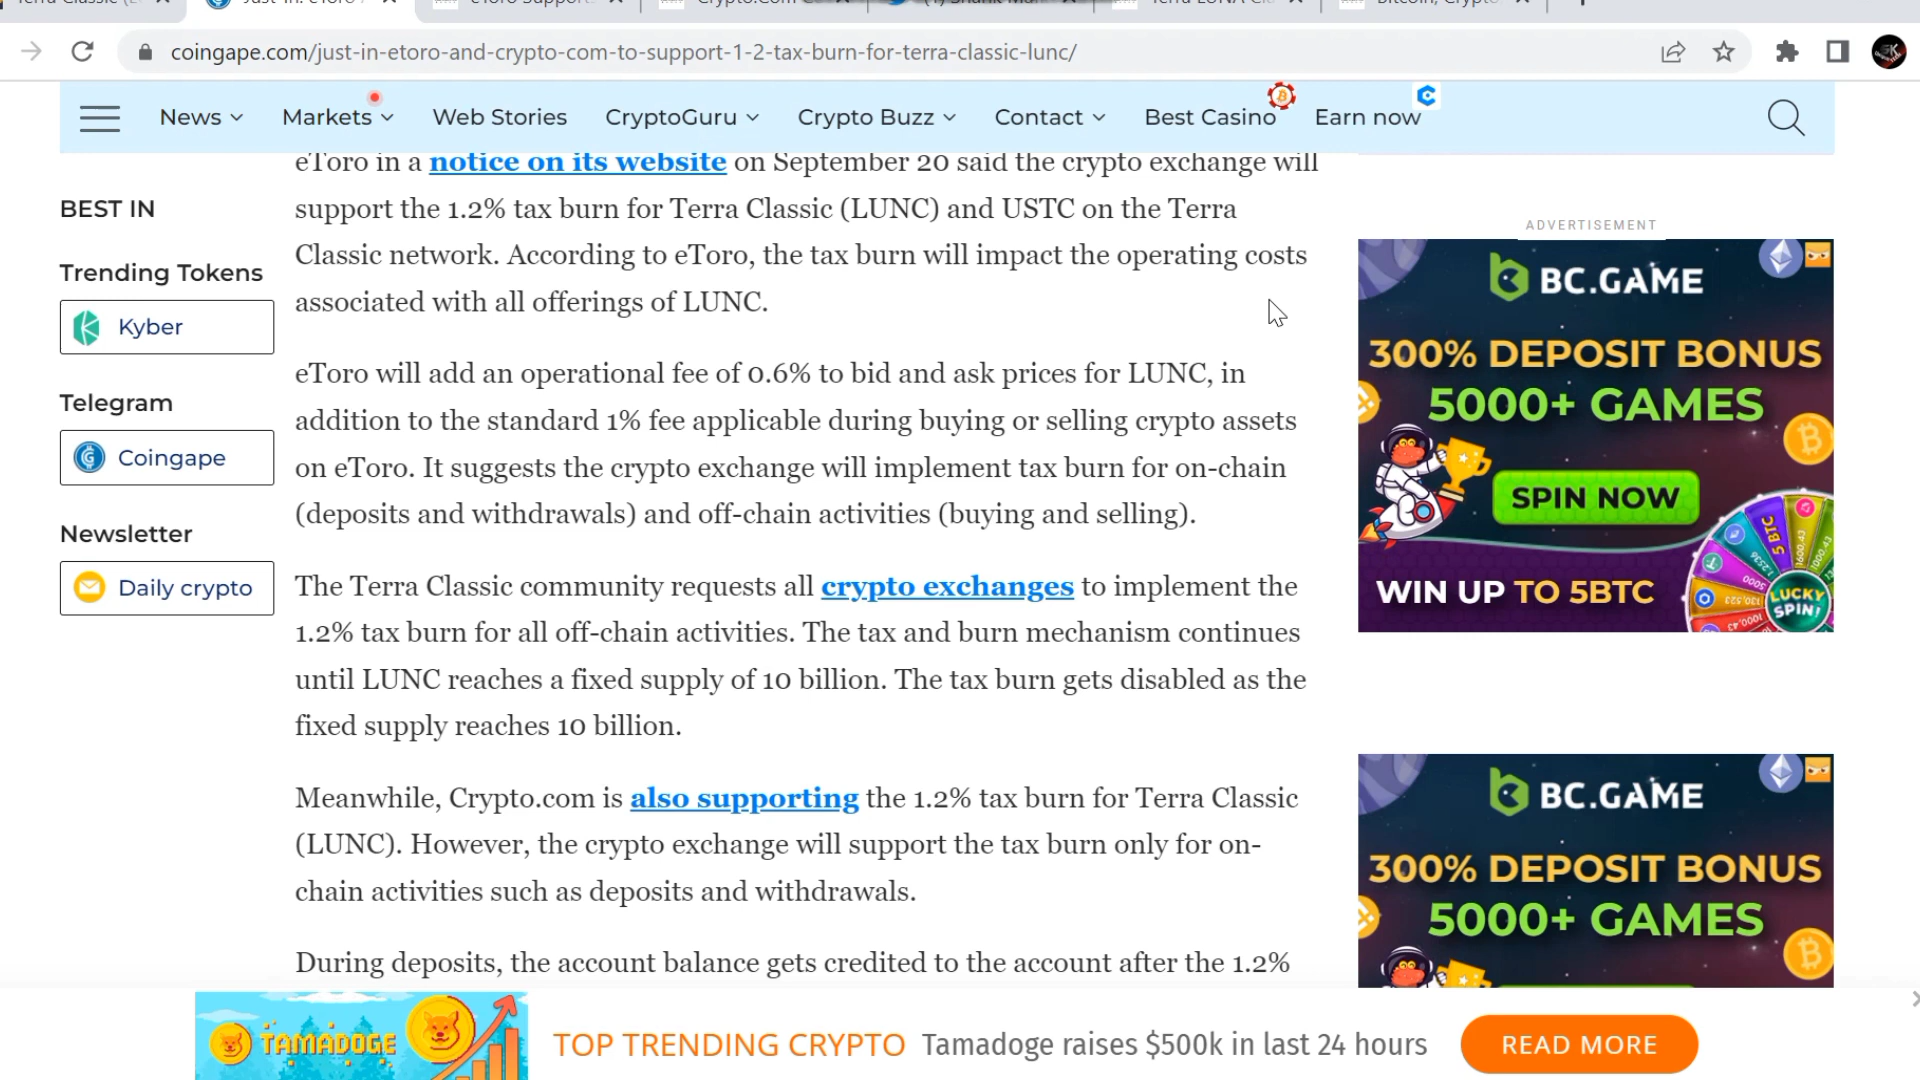 coingape.com/just-in-etoro-and-crypto-com-to-support-1-2-tax-burn-for-terra-classic-lunc/
News
Markets
Web Stories
CryptoGuru
Crypto Buzz
Contact
Best Casino
Earn now
BEST IN
Trending Tokens
Kyber
Telegram
Coingape
Newsletter
Daily crypto
eToro in a notice on its website on September 20 said the crypto exchange will
support the 1.2% tax burn for Terra Classic (LUNC) and USTC on the Terra
Classic network. According to eToro, the tax burn will impact the operating costs
associated with all offerings of LUNC.
eToro will add an operational fee of 0.6% to bid and ask prices for LUNC, in
addition to the standard 1% fee applicable during buying or selling crypto assets
on eToro. It suggests the crypto exchange will implement tax burn for on-chain
(deposits and withdrawals) and off-chain activities (buying and selling).
The Terra Classic community requests all crypto exchanges to implement the
1.2% tax burn for all off-chain activities. The tax and burn mechanism continues
until LUNC reaches a fixed supply of 10 billion. The tax burn gets disabled as the
fixed supply reaches 10 billion.
Meanwhile, Crypto.com is also supporting the 1.2% tax burn for Terra Classic
(LUNC). However, the crypto exchange will support the tax burn only for on-
chain activities such as deposits and withdrawals.
During deposits, the account balance gets credited to the account after the 1.2%
ADVERTISEMENT
BC.GAME
300% DEPOSIT BONUS
5000+ GAMES
SPIN NOW
WIN UP TO 5BTC
5 BTC
LUCKY
SPIN!
BC.GAME
300% DEPOSIT BONUS
5000+ GAMES
TAMADOGE
TOP TRENDING CRYPTO
Tamadoge raises $500k in last 24 hours
READ MORE